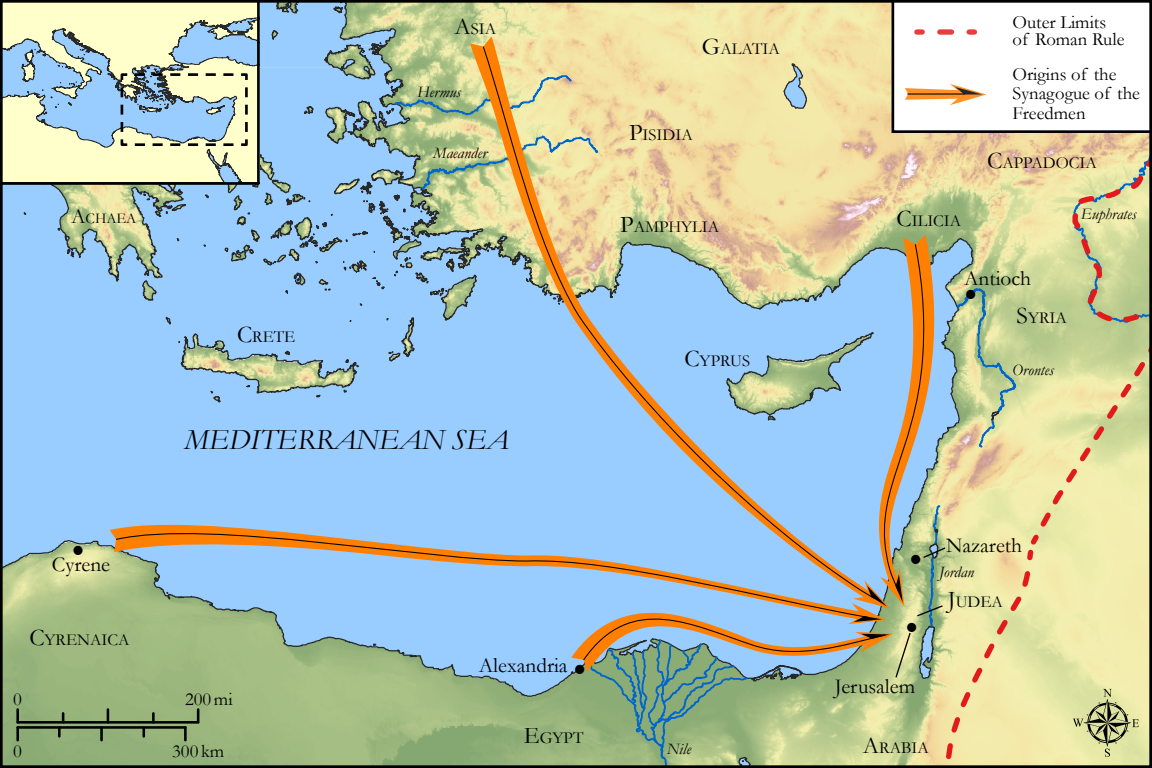 ASIA
GALATIA
Outer Limits
of Roman Rule
Origins of the
Synagogue of the
Freedmen
Hermus
PISIDIA
Maeander
CAPPADOCIA
ACHAEA
PAMPHYLIA
CILICIA
Euphrates
Antioch
SYRIA
CRETE
CYPRUS
Orontes
MEDITERRANEAN SEA
Nazareth
Cyrene
Jordan
JUDEA
CYRENAICA
Alexandria
Jerusalem
0 200 mi
0 300 km
EGYPT
Nile
ARABIA
N
W E
S